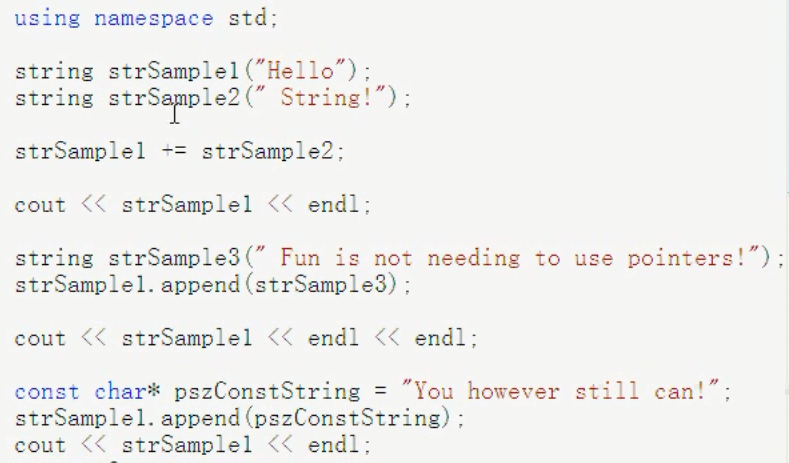 using namespace std;
string strSample1("Hello");
string strSample2(" String!");
strSample1 += strSample2;
cout << strSample1 << endl;
string strSample3(" Fun is not needing to use pointers!");
strSample1.append(strSample3);
cout << strSample1 << endl << endl;
const char* pszConstString = "You however still can!";
strSample1.append(pszConstString);
cout << strSample1 << endl;